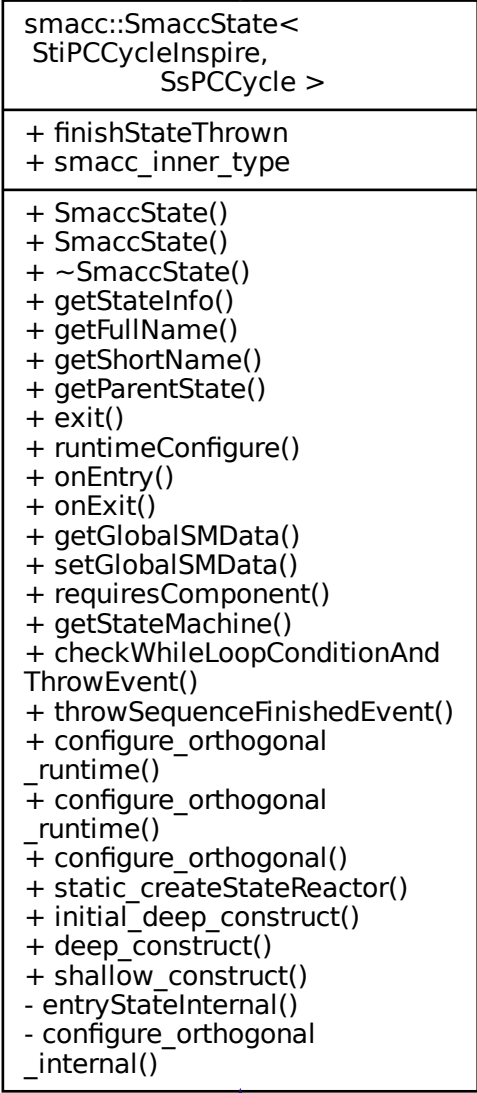 smacc::SmaccState<
StiPCCycleInspire,
SsPCCycle >
+ finishStateThrown
+ smacc_inner_type
+ SmaccState()
+ SmaccState()
+ ~SmaccState()
+ getStateInfo()
+ getFullName()
+ getShortName()
+ getParentState()
+ exit()
+ runtimeConfigure()
+ onEntry()
+ onExit()
+ getGlobalSMData()
+ setGlobalSMData()
+ requiresComponent()
+ getStateMachine()
+ checkWhileLoopConditionAnd
ThrowEvent()
+ throwSequenceFinishedEvent()
+ configure_orthogonal
_runtime()
+ configure_orthogonal
_runtime()
+ configure_orthogonal()
+ static_createStateReactor()
+ initial_deep_construct()
+ deep_construct()
+ shallow_construct()
- entryStateInternal()
- configure_orthogonal
_internal()